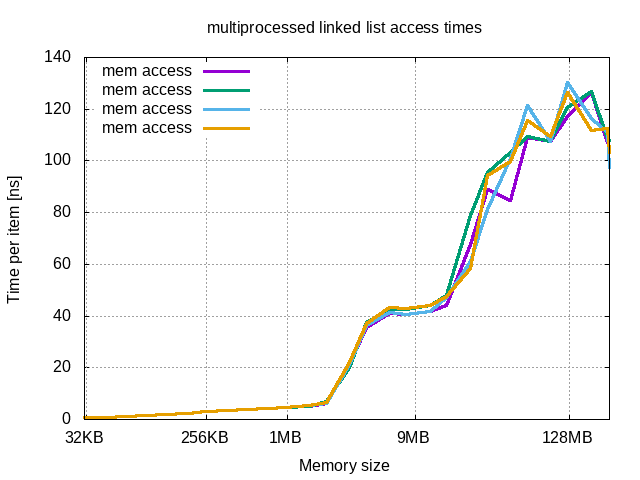 multiprocessed linked list access times
140
120
100
80
60
40
20
0
Time per item [ns]
mem access
mem access
mem access
mem access
32KB 256KB 1MB 9MB 128MB
Memory size